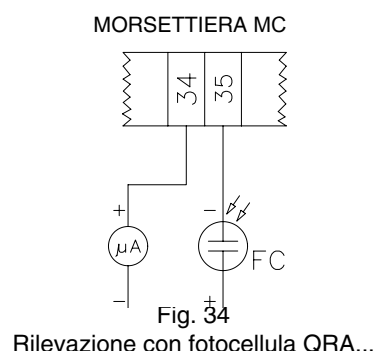 MORSETTIERA MC
34 35
+ -
μA FC
- +
Fig. 34
Rilevazione con fotocellula QRA...